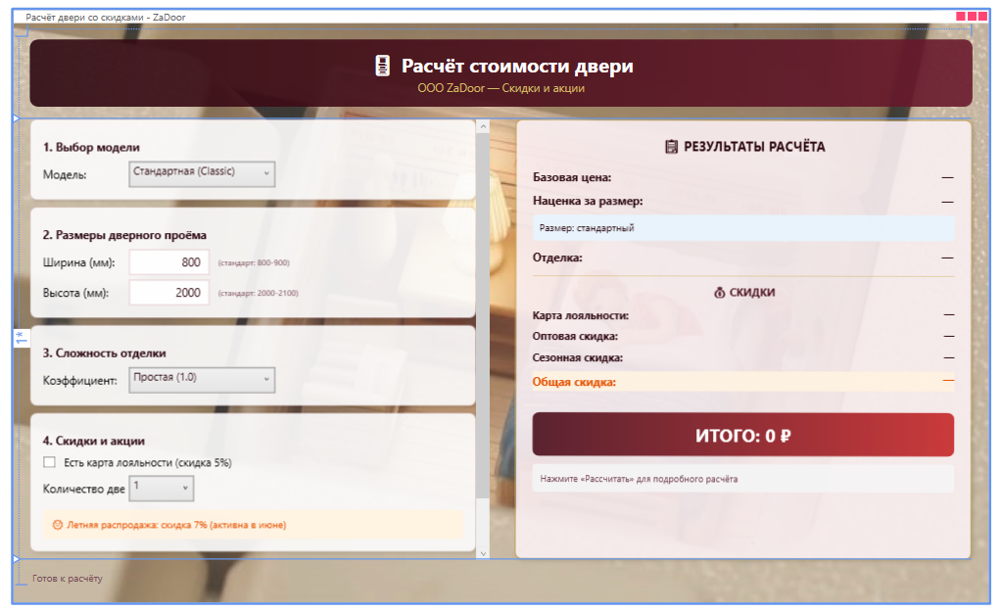 Расчёт двери со скидками - ZaDoor
Расчёт стоимости двери
ООО ZaDoor — Скидки и акции
1. Выбор модели
Модель: Стандартная (Classic)
2. Размеры дверного проёма
Ширина (мм): 800 (стандарт: 800-900)
Высота (мм): 2000 (стандарт: 2000-2100)
3. Сложность отделки
Коэффициент: Простая (1.0)
4. Скидки и акции
Есть карта лояльности (скидка 5%)
Количество две 1
Летняя распродажа: скидка 7% (активна в июне)
РЕЗУЛЬТАТЫ РАСЧЁТА
Базовая цена: —
Наценка за размер: —
Размер: стандартный
Отделка: —
СКИДКИ
Карта лояльности: —
Оптовая скидка: —
Сезонная скидка: —
Общая скидка: —
ИТОГО: 0 ₽
Нажмите «Рассчитать» для подробного расчёта
1*
Готов к расчёту